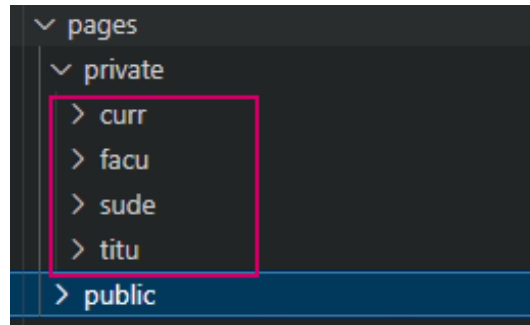 pages
private
curr
facu
sude
titu
public